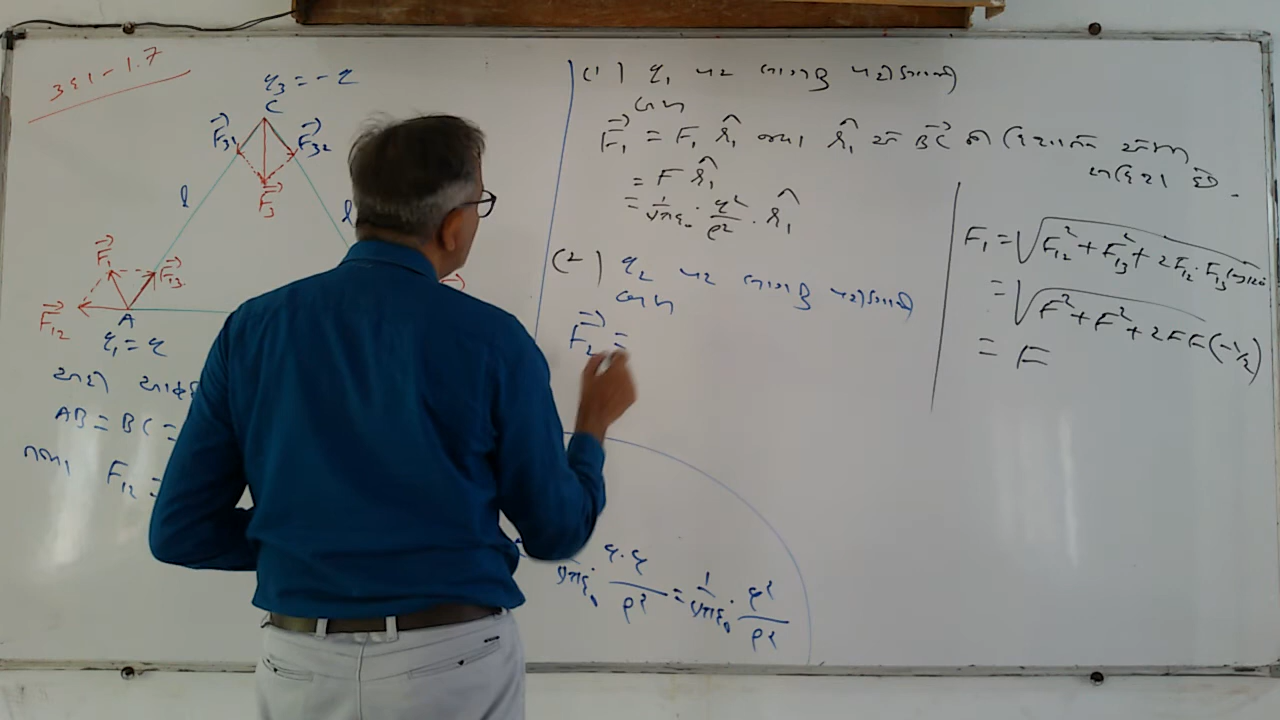 उदा - 1.7
q₃ = -q
C
F⃗₃₁ F⃗₃₂
F⃗₃
l l
F⃗₁ F⃗₁₃
F⃗₁₂
A
q₁ = q
AB = BC =
F₁₂ =
(1) q₁ પર લાગતું પરિણામી
બળ
F⃗₁ = F₁ r̂₁ જ્યાં r̂₁ એ BC⃗ ની દિશાનો એકમ
સદિશ છે.
= F r̂₁
= 1/4πε₀ · q²/l² · r̂₁
(2) q₂ પર લાગતું પરિણામી
બળ
F⃗₂ =
F₁ = √F₁₂² + F₁₃² + 2F₁₂·F₁₃ cos120
= √F² + F² + 2FF(-1/2)
= F
4πε₀ · q·q/l² = 1/4πε₀ · q²/l²